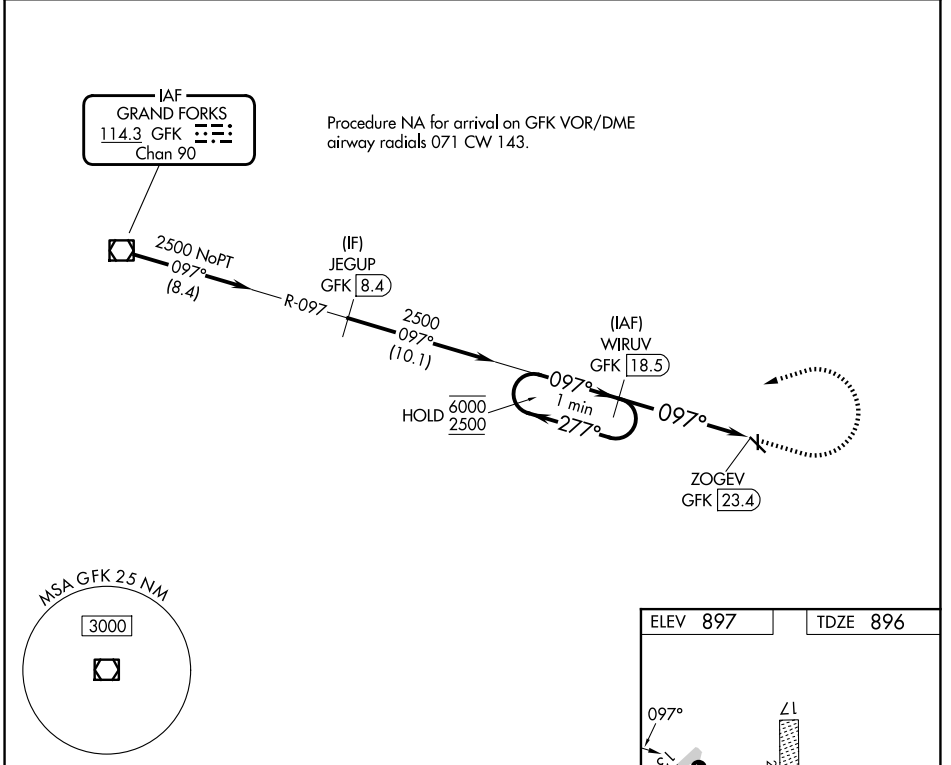 IAF
GRAND FORKS
114.3 GFK
Chan 90
Procedure NA for arrival on GFK VOR/DME
airway radials 071 CW 143.
2500 NoPT
097°
(8.4)
R-097
(IF)
JEGUP
GFK 8.4
2500
097°
(10.1)
(IAF)
WIRUV
GFK 18.5
097°
1 min
277°
HOLD 6000
2500
097°
ZOGEV
GFK 23.4
MSA GFK 25 NM
3000
ELEV 897
TDZE 896
097°
17